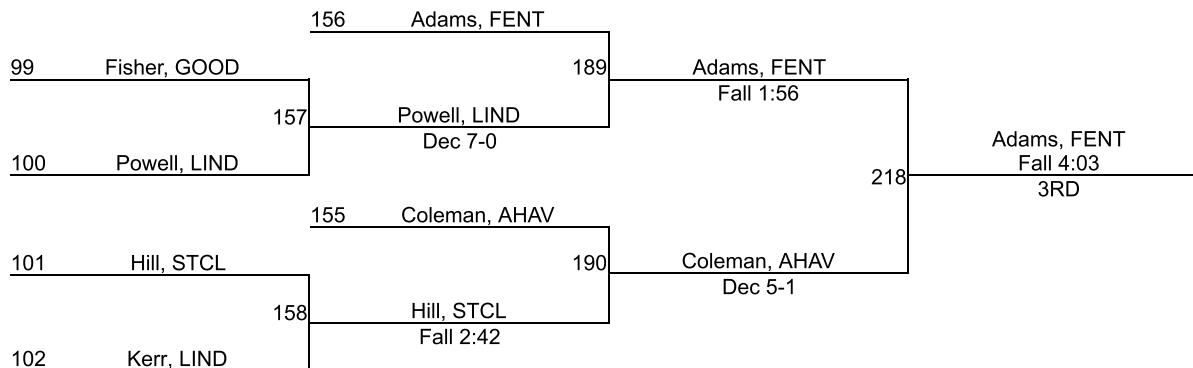 156 Adams, FENT
99 Fisher, GOOD
189 Adams, FENT
Fall 1:56
157 Powell, LIND
Dec 7-0
Adams, FENT
Fall 4:03
3RD
100 Powell, LIND
218
155 Coleman, AHAV
101 Hill, STCL
190 Coleman, AHAV
Dec 5-1
158 Hill, STCL
Fall 2:42
102 Kerr, LIND